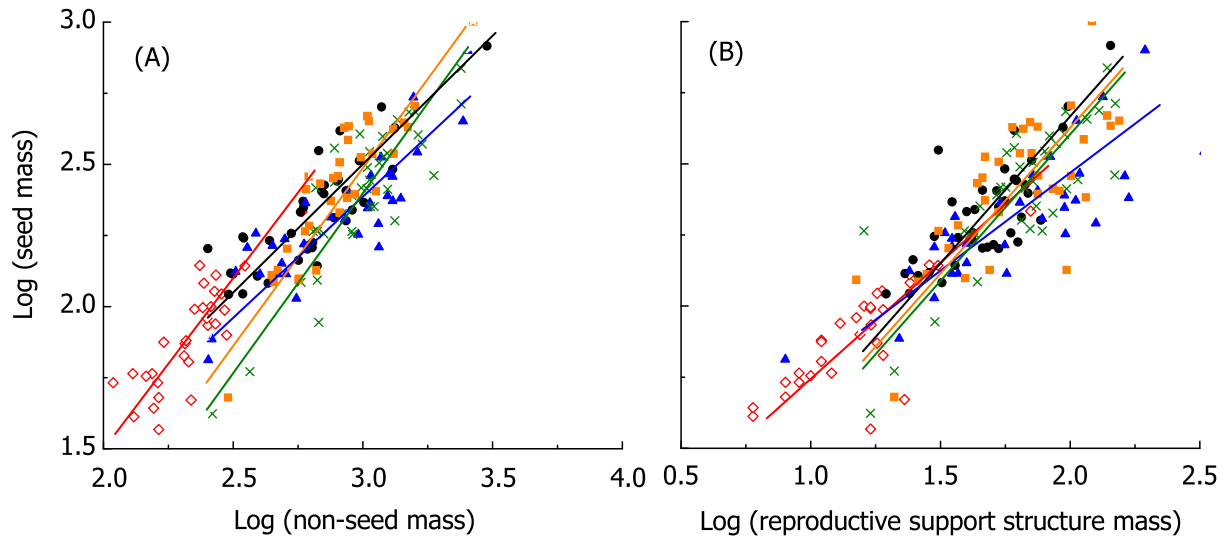 (A)
(B)
Log (seed mass)
3.0
2.5
2.0
1.5
2.0 2.5 3.0 3.5 4.0
0.5 1.0 1.5 2.0 2.5
Log (non-seed mass)
Log (reproductive support structure mass)